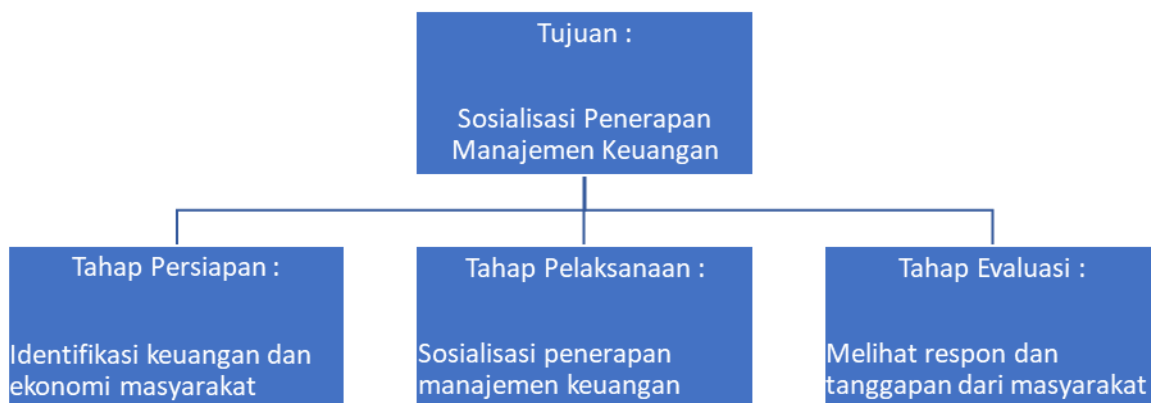 Tujuan :
Sosialisasi Penerapan
Manajemen Keuangan
Tahap Persiapan :
Identifikasi keuangan dan
ekonomi masyarakat
Tahap Pelaksanaan :
Sosialisasi penerapan
manajemen keuangan
Tahap Evaluasi :
Melihat respon dan
tanggapan dari masyarakat